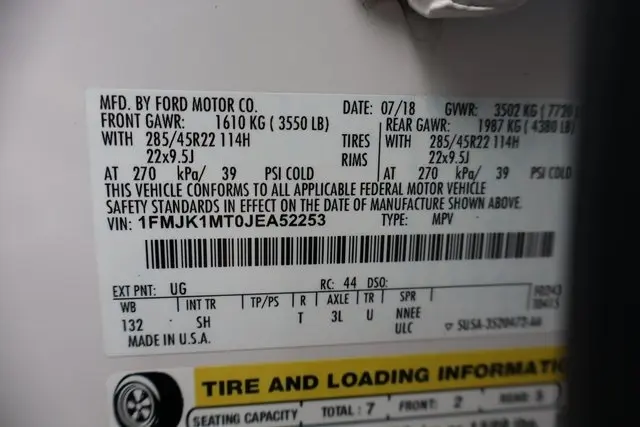 MFD. BY FORD MOTOR CO. DATE: 07/18 GVWR: 3502 KG ( 7720
FRONT GAWR: 1610 KG ( 3550 LB) REAR GAWR: 1987 KG ( 4380 LB)
WITH 285/45R22 114H TIRES WITH 285/45R22 114H
22x9.5J RIMS 22x9.5J
AT 270 kPa/ 39 PSI COLD AT 270 kPa/ 39 PSI COLD
THIS VEHICLE CONFORMS TO ALL APPLICABLE FEDERAL MOTOR VEHICLE
SAFETY STANDARDS IN EFFECT ON THE DATE OF MANUFACTURE SHOWN ABOVE.
VIN: 1FMJK1MT0JEA52253 TYPE: MPV
EXT PNT: UG RC: 44 DSO:
WB INT TR TP/PS R AXLE TR SPR
132 SH T 3L U NNEE
ULC
MADE IN U.S.A.
TIRE AND LOADING INFORMATI
SEATING CAPACITY TOTAL : 7 FRONT: 2 REAR: 5